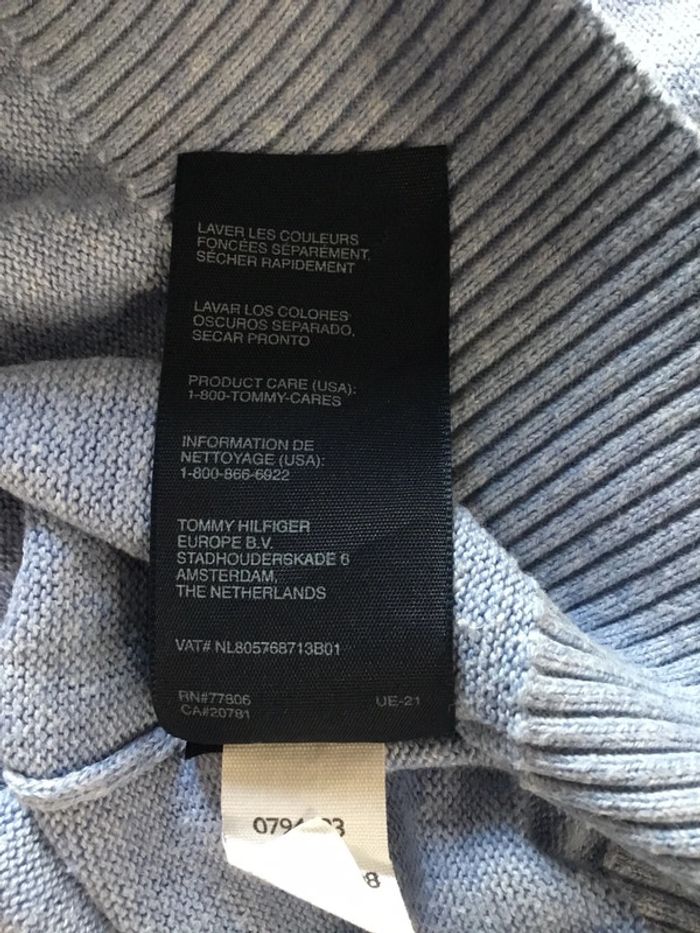 LAVER LES COULEURS
FONCÉES SÉPARÉMENT,
SÉCHER RAPIDEMENT
LAVAR LOS COLORES
OSCUROS SEPARADO,
SECAR PRONTO
PRODUCT CARE (USA):
1-800-TOMMY-CARES
INFORMATION DE
NETTOYAGE (USA):
1-800-866-6922
TOMMY HILFIGER
EUROPE B.V.
STADHOUDERSKADE 6
AMSTERDAM,
THE NETHERLANDS
VAT# NL805768713B01
RN#77806 UE-21
CA#20781